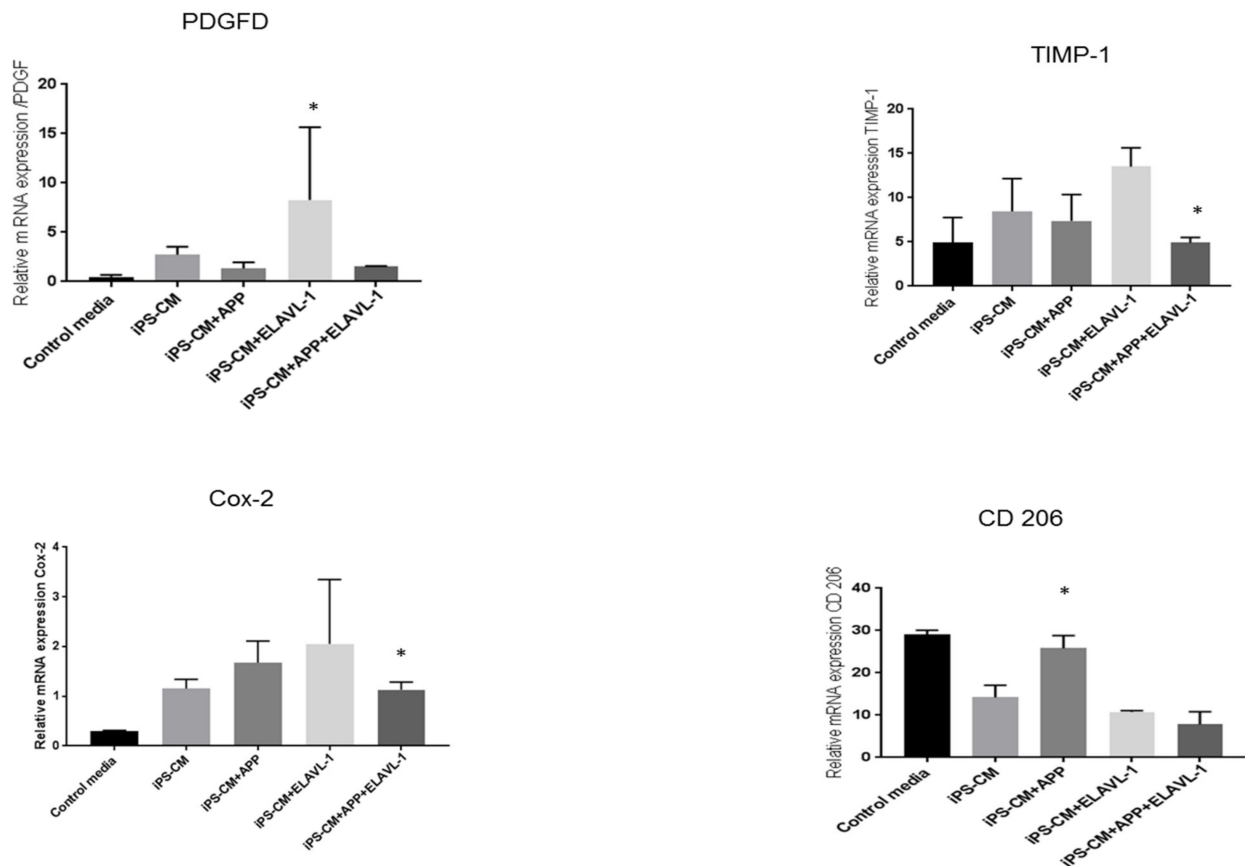 PDGFD
Relative m RNA expression /PDGF
20
15
10
5
0
*
Control media
iPS-CM
iPS-CM+APP
iPS-CM+ELAVL-1
iPS-CM+APP+ELAVL-1
TIMP-1
Relative mRNA expression TIMP-1
20
15
10
5
0
*
Control media
iPS-CM
iPS-CM+APP
iPS-CM+ELAVL-1
iPS-CM+APP+ELAVL-1
Cox-2
Relative mRNA expression Cox-2
4
3
2
1
0
*
Control media
iPS-CM
iPS-CM+APP
iPS-CM+ELAVL-1
iPS-CM+APP+ELAVL-1
CD 206
Relative mRNA expression CD 206
40
30
20
10
0
*
Control media
iPS-CM
iPS-CM+APP
iPS-CM+ELAVL-1
iPS-CM+APP+ELAVL-1